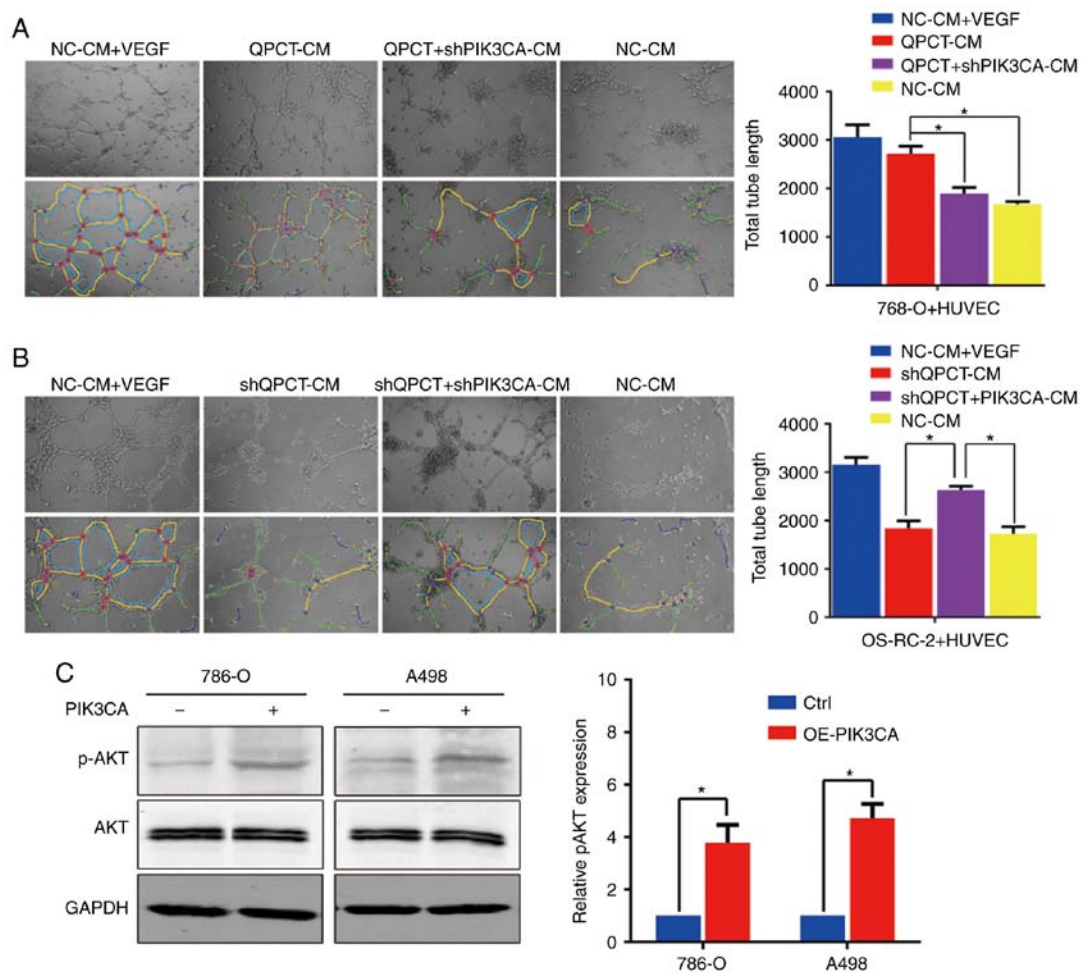 A
NC-CM+VEGF QPCT-CM QPCT+shPIK3CA-CM NC-CM
NC-CM+VEGF
QPCT-CM
QPCT+shPIK3CA-CM
NC-CM
Total tube length
4000
3000
2000
1000
0
* *
768-O+HUVEC
B
NC-CM+VEGF shQPCT-CM shQPCT+shPIK3CA-CM NC-CM
NC-CM+VEGF
shQPCT-CM
shQPCT+PIK3CA-CM
NC-CM
Total tube length
4000
3000
2000
1000
0
* *
OS-RC-2+HUVEC
C
786-O A498
PIK3CA − + − +
p-AKT
AKT
GAPDH
Relative pAKT expression
10
8
6
4
2
0
Ctrl
OE-PIK3CA
* *
786-O A498